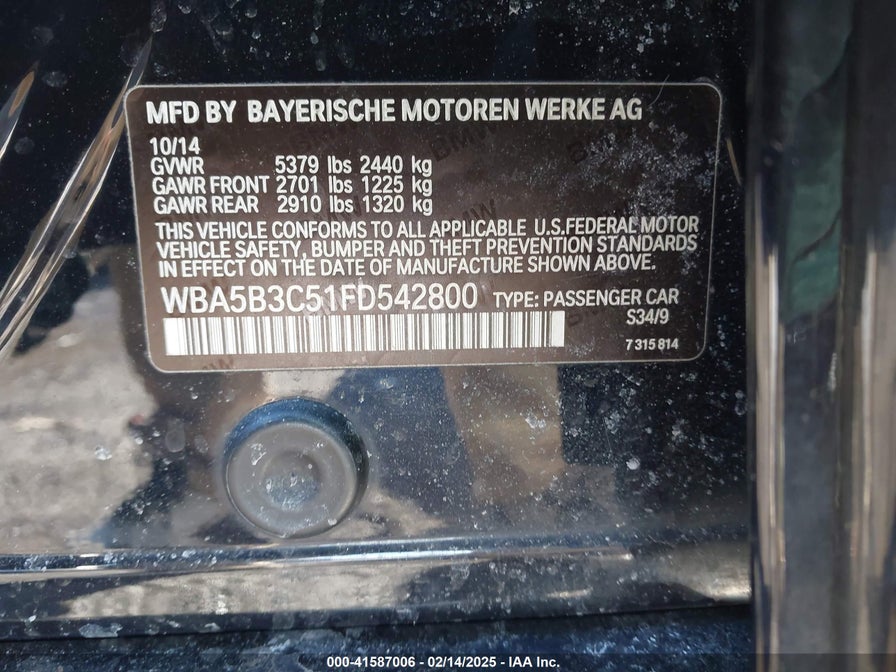 MFD BY BAYERISCHE MOTOREN WERKE AG
10/14
GVWR 5379 lbs 2440 kg
GAWR FRONT 2701 lbs 1225 kg
GAWR REAR 2910 lbs 1320 kg
THIS VEHICLE CONFORMS TO ALL APPLICABLE U.S.FEDERAL MOTOR
VEHICLE SAFETY, BUMPER AND THEFT PREVENTION STANDARDS
IN EFFECT ON THE DATE OF MANUFACTURE SHOWN ABOVE.
WBA5B3C51FD542800 TYPE: PASSENGER CAR
S34/9
7 315 814
000-41587006 — 02/14/2025 — IAA Inc.